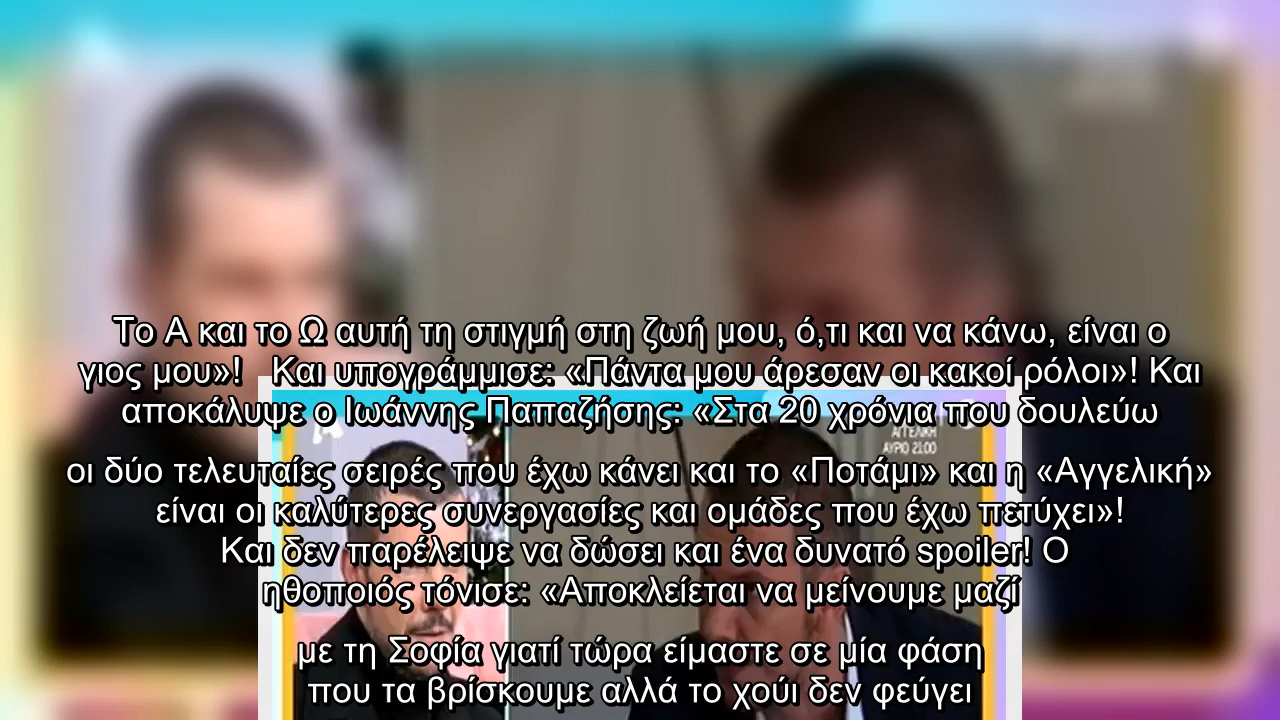 Το Α και το Ω αυτή τη στιγμή στη ζωή μου, ό,τι και να κάνω, είναι ο
γιος μου»!   Και υπογράμμισε: «Πάντα μου άρεσαν οι κακοί ρόλοι»! Και
αποκάλυψε ο Ιωάννης Παπαζήσης: «Στα 20 χρόνια που δουλεύω
ΑΓΓΕΛΙΚΗ
ΑΥΡΙΟ 21:00
οι δύο τελευταίες σειρές που έχω κάνει και το «Ποτάμι» και η «Αγγελική»
είναι οι καλύτερες συνεργασίες και ομάδες που έχω πετύχει»!
Και δεν παρέλειψε να δώσει και ένα δυνατό spoiler! Ο
ηθοποιός τόνισε: «Αποκλείεται να μείνουμε μαζί
με τη Σοφία γιατί τώρα είμαστε σε μία φάση
που τα βρίσκουμε αλλά το χούι δεν φεύγει